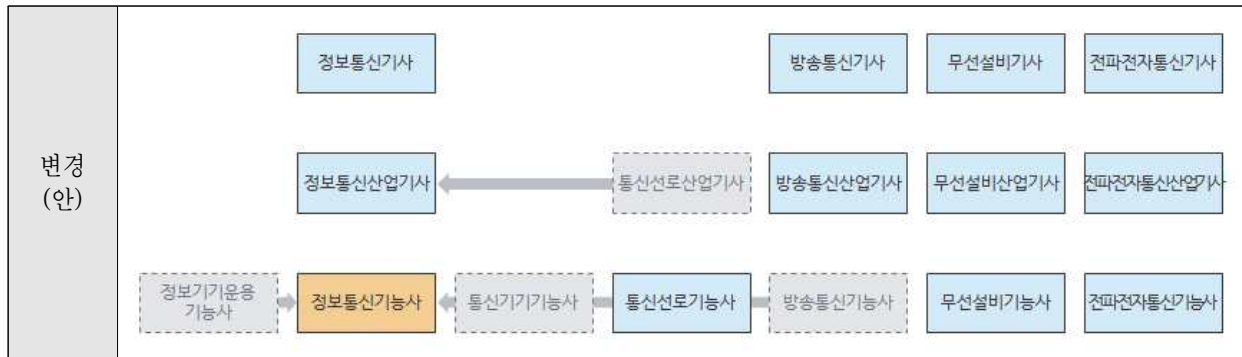 변경
(안)
정보통신기사
방송통신기사
무선설비기사
전파전자통신기사
정보통신산업기사
통신선로산업기사
방송통신산업기사
무선설비산업기사
전파전자통신산업기사
정보기기운용
기능사
정보통신기능사
통신기기기능사
통신선로기능사
방송통신기능사
무선설비기능사
전파전자통신기능사